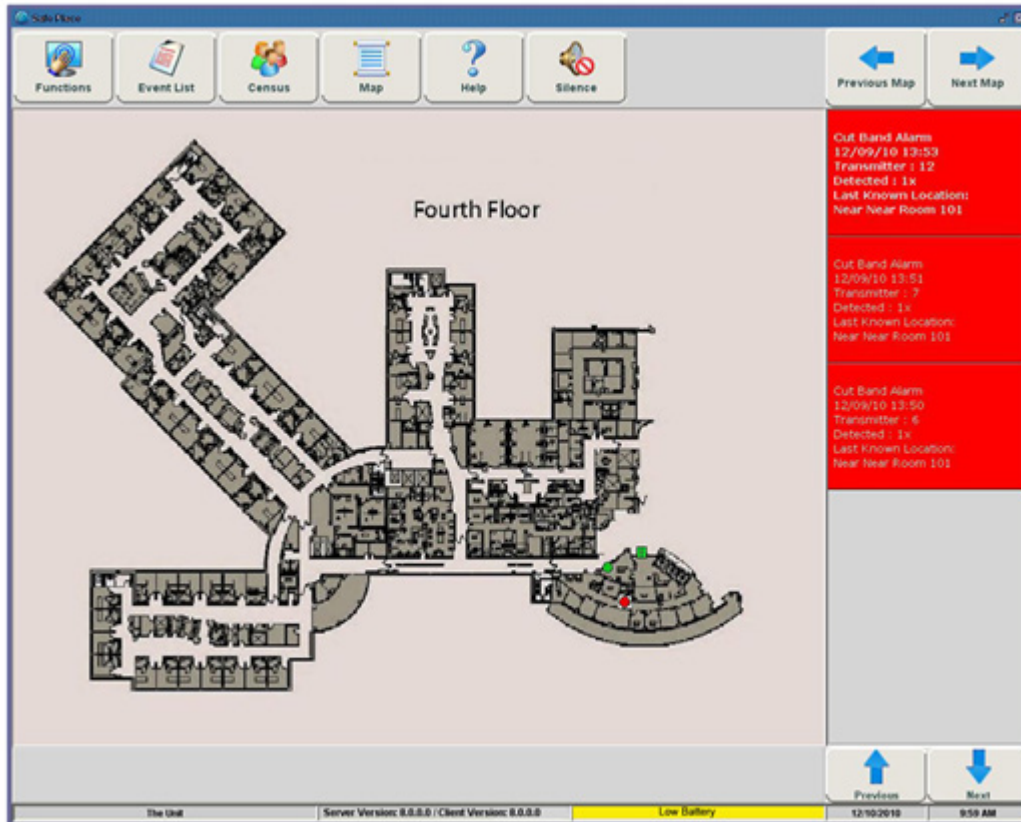 Safe Place
Functions
Event List
Census
Map
Help
Silence
Previous Map
Next Map
Fourth Floor
Cut Band Alarm
12/09/10 13:53
Transmitter : 12
Detected : 1x
Last Known Location:
Near Near Room 101
Cut Band Alarm
12/09/10 13:51
Transmitter : 7
Detected : 1x
Last Known Location:
Near Near Room 101
Cut Band Alarm
12/09/10 13:50
Transmitter : 6
Detected : 1x
Last Known Location:
Near Near Room 101
Previous
Next
The Unit
Server Version: 8.0.0.0 / Client Version: 8.0.0.0
Low Battery
12/10/2010
9:59 AM